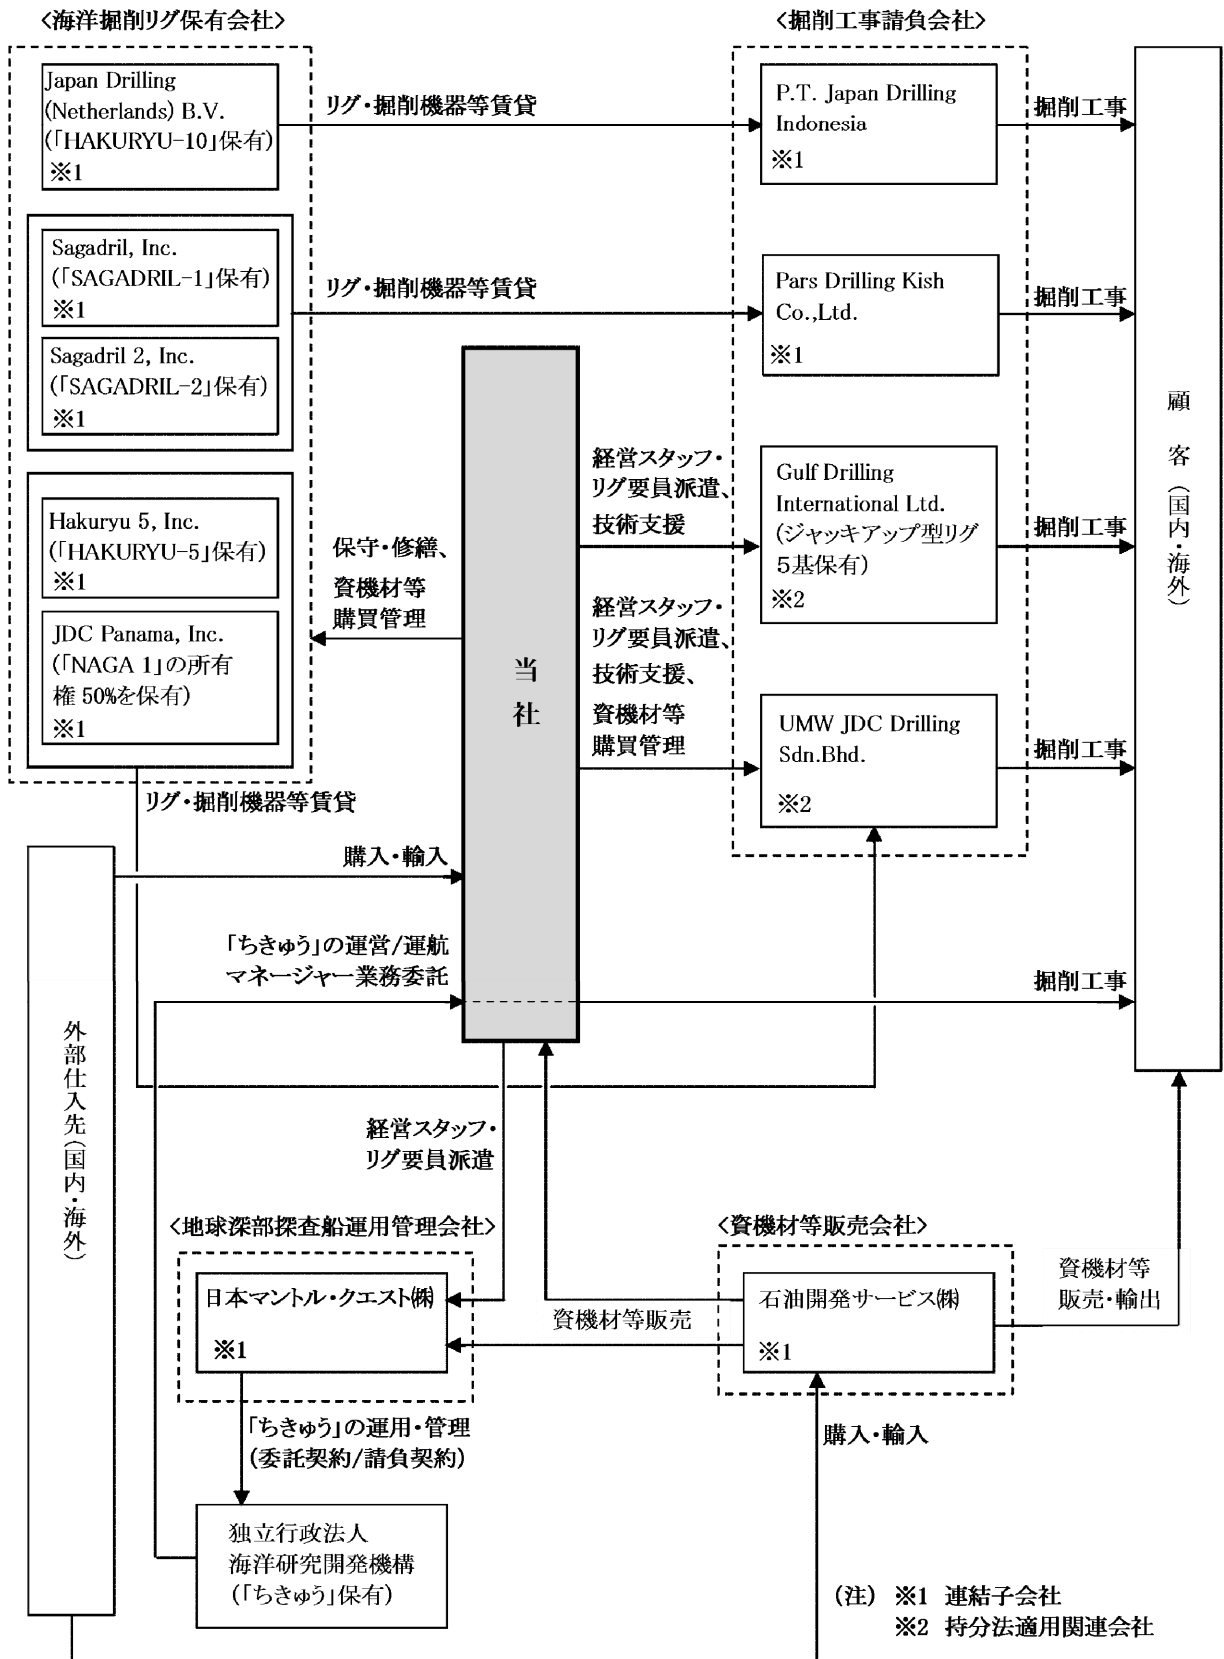 <海洋掘削リグ保有会社>
Japan Drilling
(Netherlands) B.V.
(「HAKURYU-10」保有)
※1
Sagadril, Inc.
(「SAGADRIL-1」保有)
※1
Sagadril 2, Inc.
(「SAGADRIL-2」保有)
※1
Hakuryu 5, Inc.
(「HAKURYU-5」保有)
※1
JDC Panama, Inc.
(「NAGA 1」の所有
権 50%を保有)
※1
リグ・掘削機器等賃貸
リグ・掘削機器等賃貸
リグ・掘削機器等賃貸
保守・修繕、
資機材等
購買管理
当社
経営スタッフ・
リグ要員派遣、
技術支援
経営スタッフ・
リグ要員派遣、
技術支援、
資機材等
購買管理
<掘削工事請負会社>
P.T. Japan Drilling
Indonesia
※1
Pars Drilling Kish
Co.,Ltd.
※1
Gulf Drilling
International Ltd.
(ジャッキアップ型リグ
5基保有)
※2
UMW JDC Drilling
Sdn.Bhd.
※2
掘削工事
掘削工事
掘削工事
掘削工事
掘削工事
顧客(国内・海外)
外部仕入先(国内・海外)
購入・輸入
「ちきゅう」の運営/運航
マネージャー業務委託
経営スタッフ・
リグ要員派遣
<地球深部探査船運用管理会社>
日本マントル・クエスト㈱
※1
「ちきゅう」の運用・管理
(委託契約/請負契約)
独立行政法人
海洋研究開発機構
(「ちきゅう」保有)
資機材等販売
<資機材等販売会社>
石油開発サービス㈱
※1
資機材等
販売・輸出
購入・輸入
(注) ※1 連結子会社
※2 持分法適用関連会社